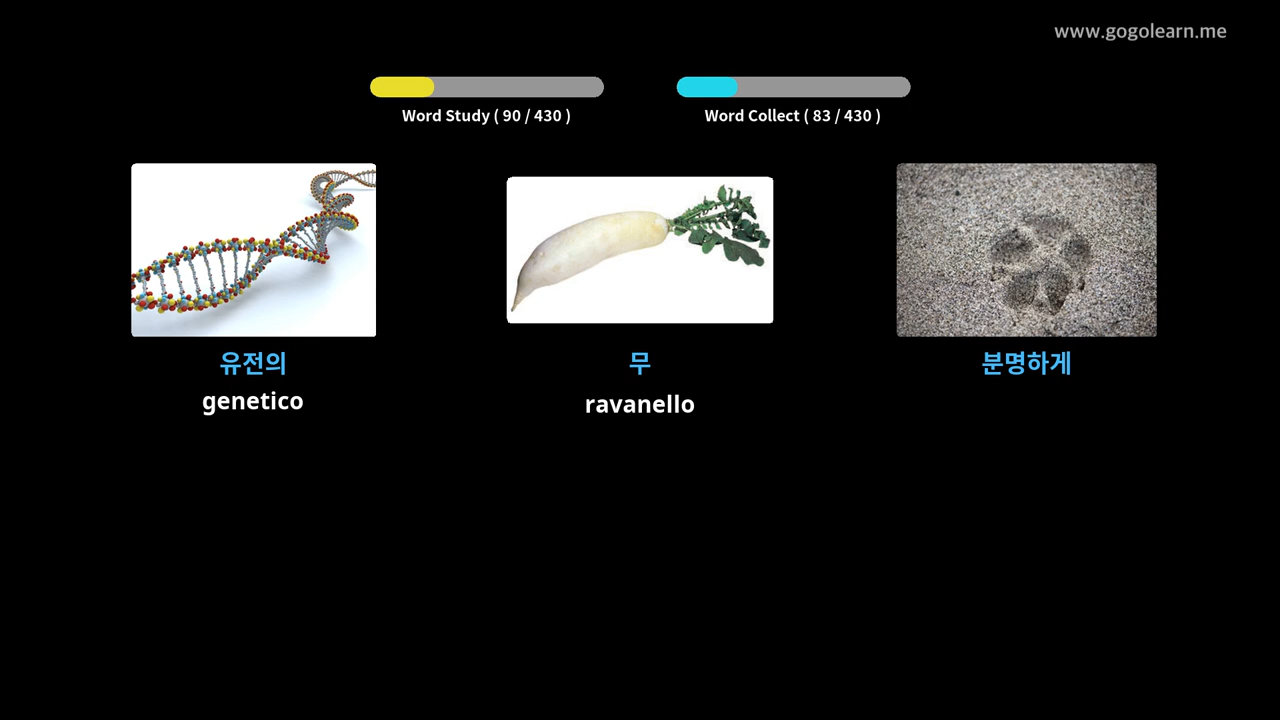 www.gogolearn.me
Word Study ( 90 / 430 )
Word Collect ( 83 / 430 )
유전의
무
분명하게
genetico
ravanello